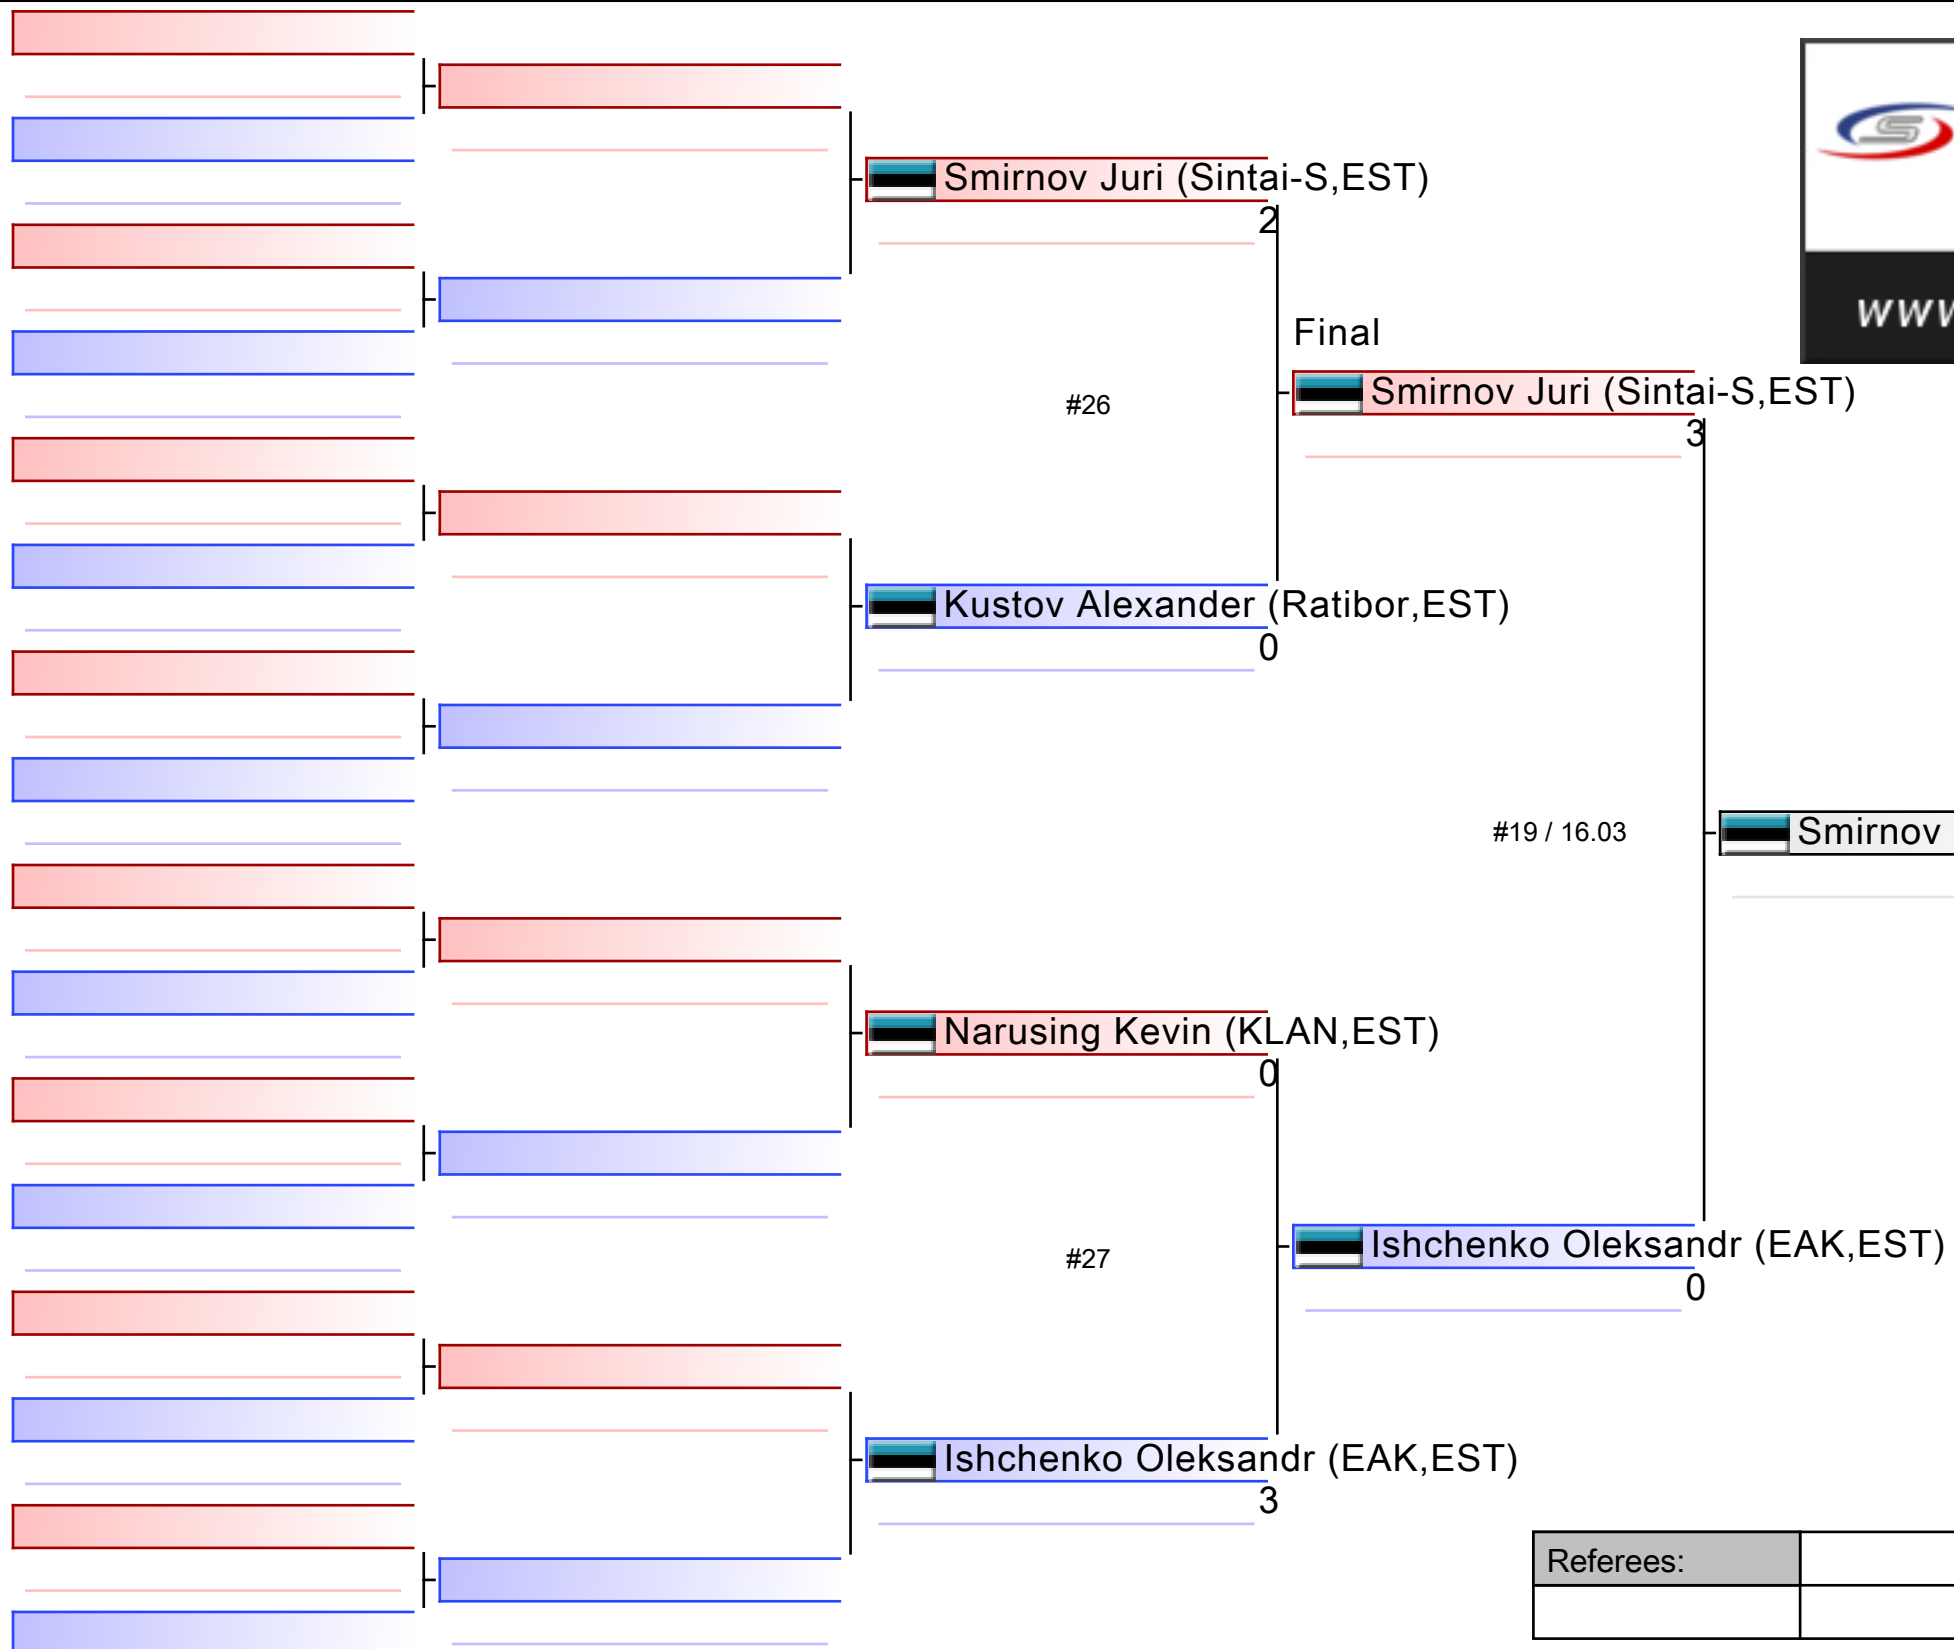 Smirnov Juri (Sintai-S,EST)
2
Final
#26
Smirnov Juri (Sintai-S,EST)
3
Kustov Alexander (Ratibor,EST)
0
#19 / 16.03
Smirnov
Narusing Kevin (KLAN,EST)
0
#27
Ishchenko Oleksandr (EAK,EST)
0
Ishchenko Oleksandr (EAK,EST)
3
Referees: